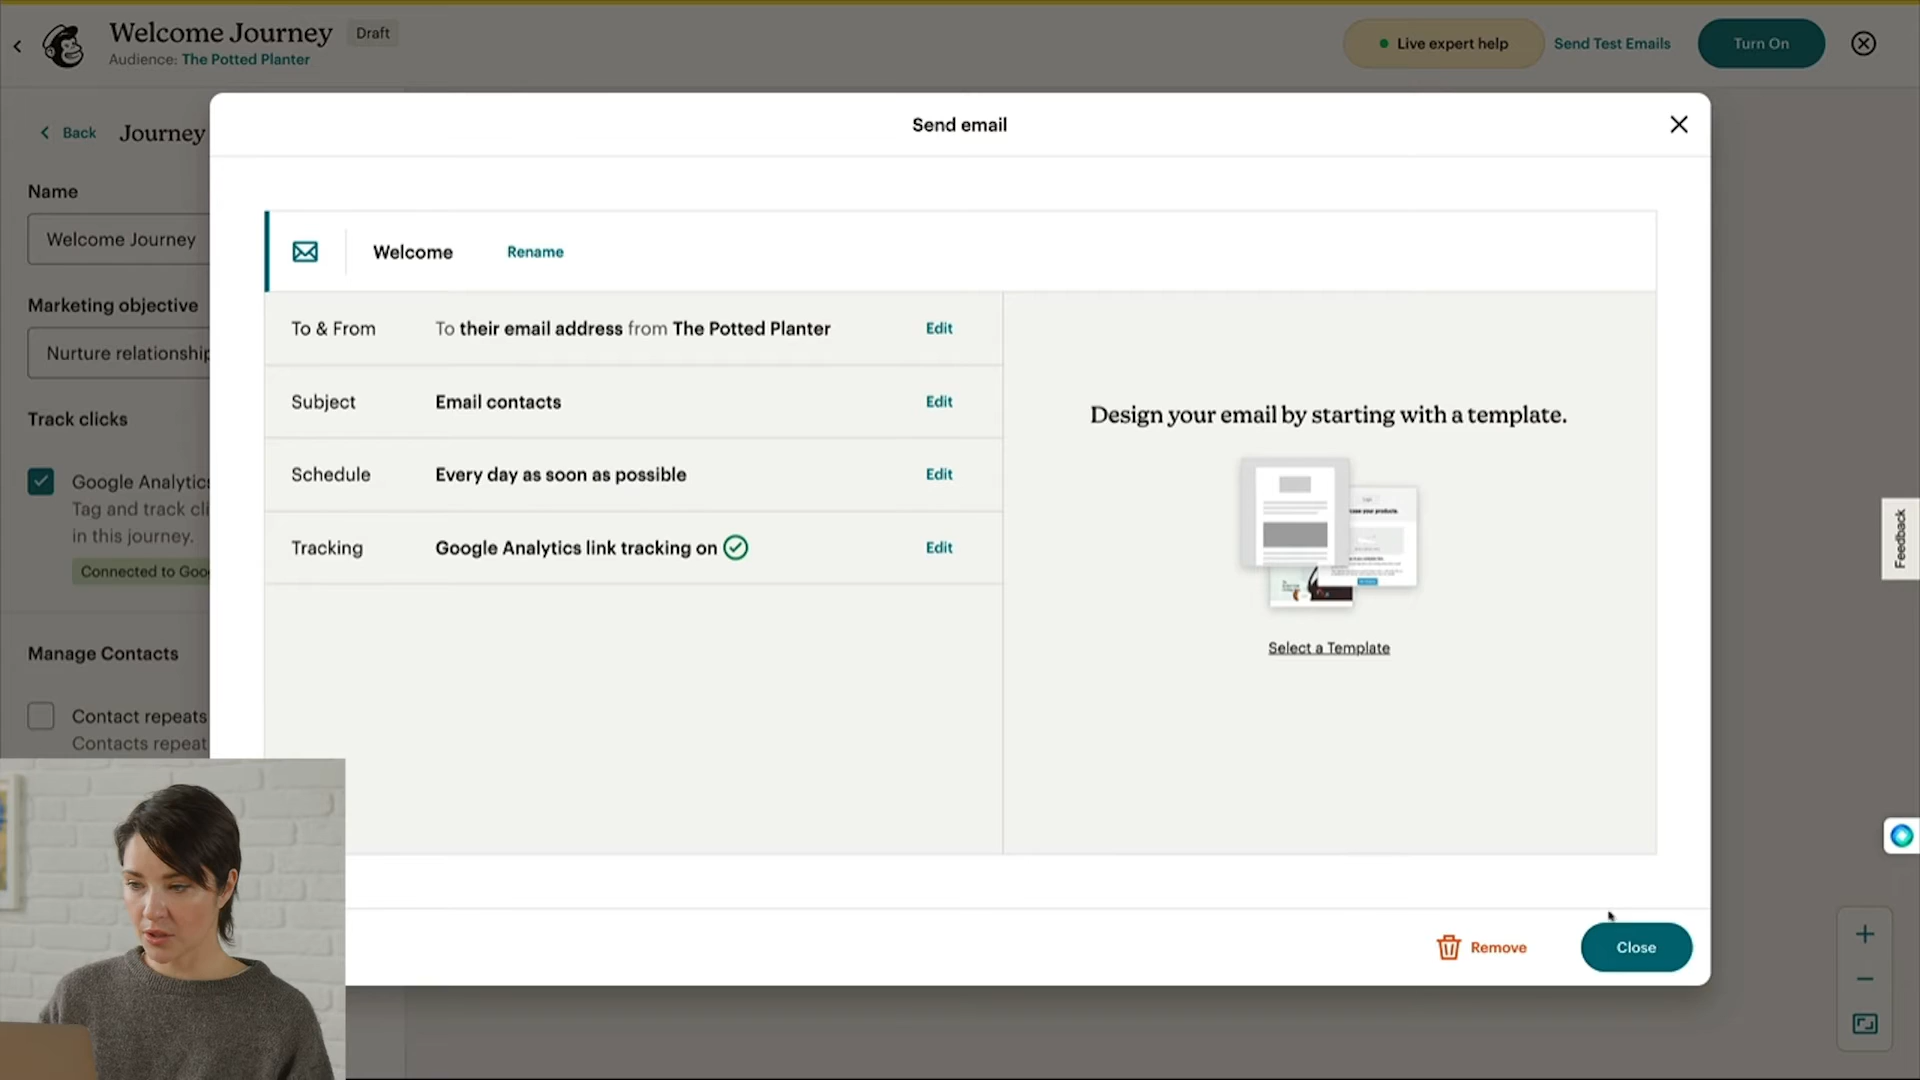 Welcome Journey
Draft
Audience: The Potted Planter
Live expert help
Send Test Emails
Turn On
Back
Journey
Name
Welcome Journey
Marketing objective
Nurture relationship
Track clicks
Google Analytics
Tag and track cli
in this journey.
Connected to Goo
Manage Contacts
Contact repeats
Contacts repeat
Send email
Welcome
Rename
To & From
To their email address from The Potted Planter
Edit
Subject
Email contacts
Edit
Schedule
Every day as soon as possible
Edit
Tracking
Google Analytics link tracking on
Edit
Design your email by starting with a template.
Select a Template
Remove
Close
Feedback